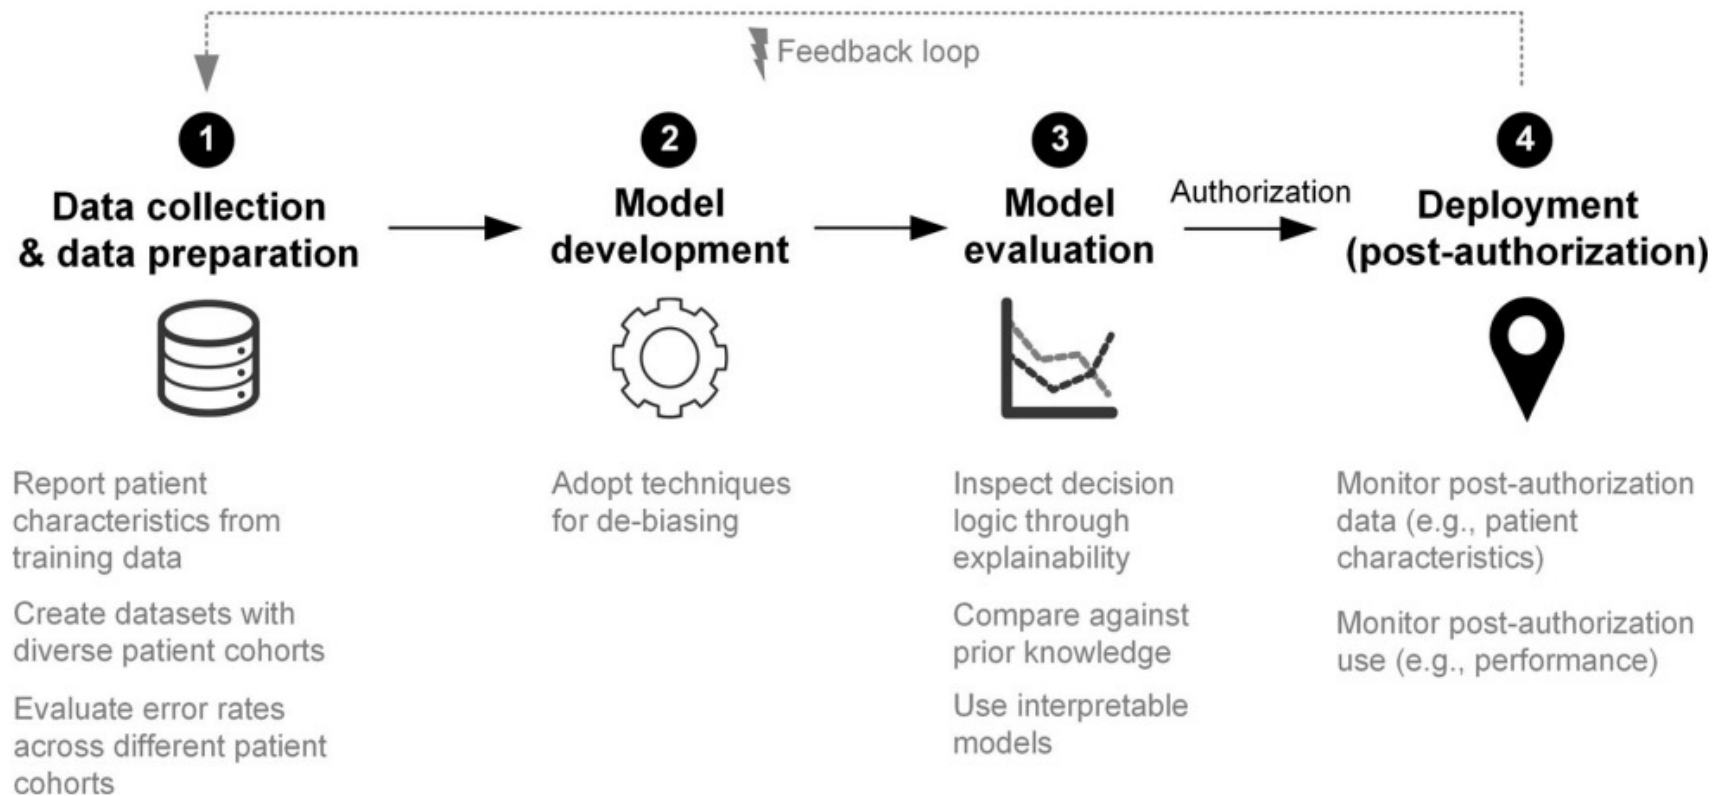 Feedback loop
1
Data collection
& data preparation
Report patient
characteristics from
training data
Create datasets with
diverse patient cohorts
Evaluate error rates
across different patient
cohorts
2
Model
development
Adopt techniques
for de-biasing
3
Model
evaluation
Inspect decision
logic through
explainability
Compare against
prior knowledge
Use interpretable
models
Authorization
4
Deployment
(post-authorization)
Monitor post-authorization
data (e.g., patient
characteristics)
Monitor post-authorization
use (e.g., performance)